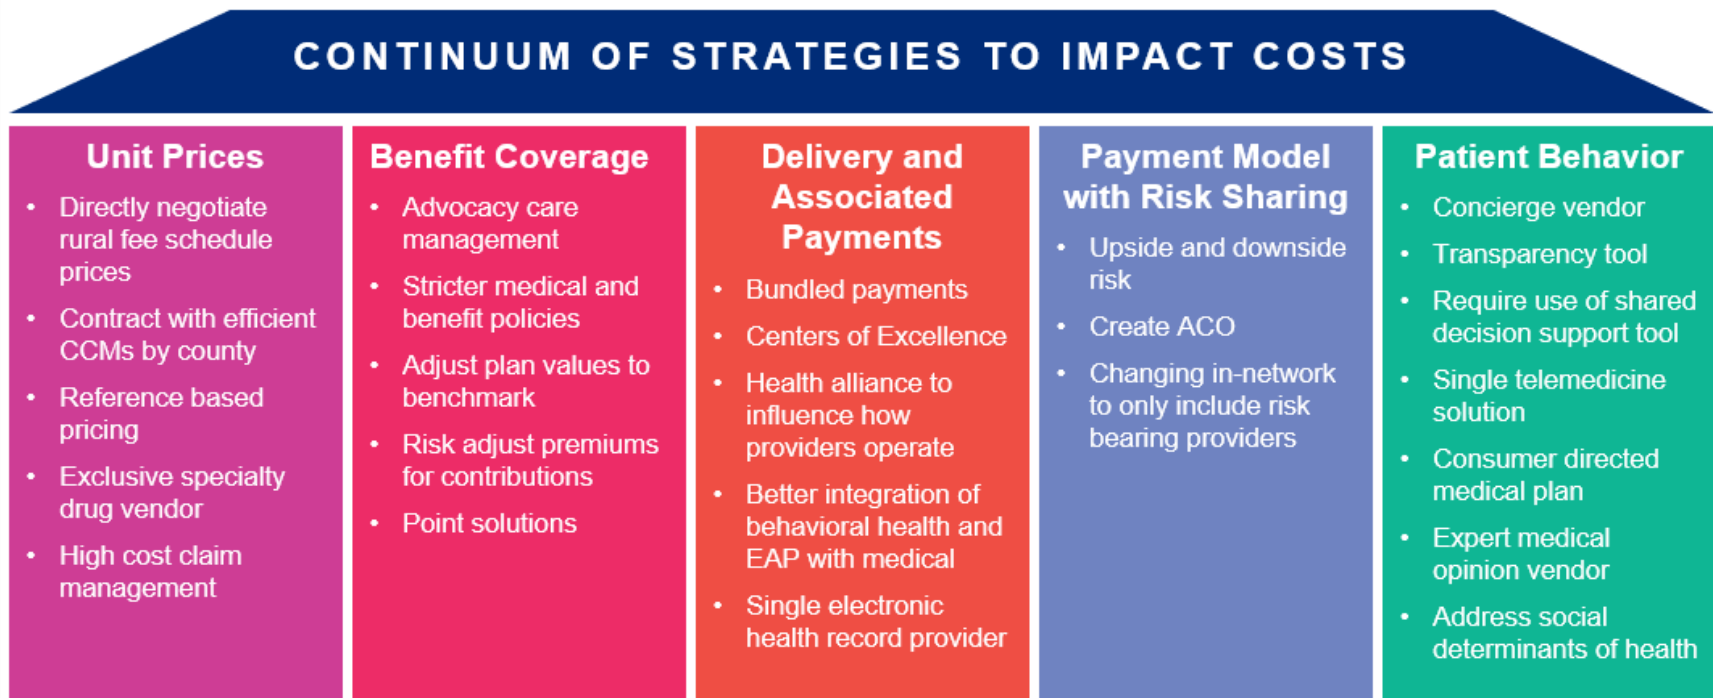 CONTINUUM OF STRATEGIES TO IMPACT COSTS
Unit Prices
• Directly negotiate
rural fee schedule
prices
• Contract with efficient
CCMs by county
• Reference based
pricing
• Exclusive specialty
drug vendor
• High cost claim
management
Benefit Coverage
• Advocacy care
management
• Stricter medical and
benefit policies
• Adjust plan values to
benchmark
• Risk adjust premiums
for contributions
• Point solutions
Delivery and
Associated
Payments
• Bundled payments
• Centers of Excellence
• Health alliance to
influence how
providers operate
• Better integration of
behavioral health and
EAP with medical
• Single electronic
health record provider
Payment Model
with Risk Sharing
• Upside and downside
risk
• Create ACO
• Changing in-network
to only include risk
bearing providers
Patient Behavior
• Concierge vendor
• Transparency tool
• Require use of shared
decision support tool
• Single telemedicine
solution
• Consumer directed
medical plan
• Expert medical
opinion vendor
• Address social
determinants of health